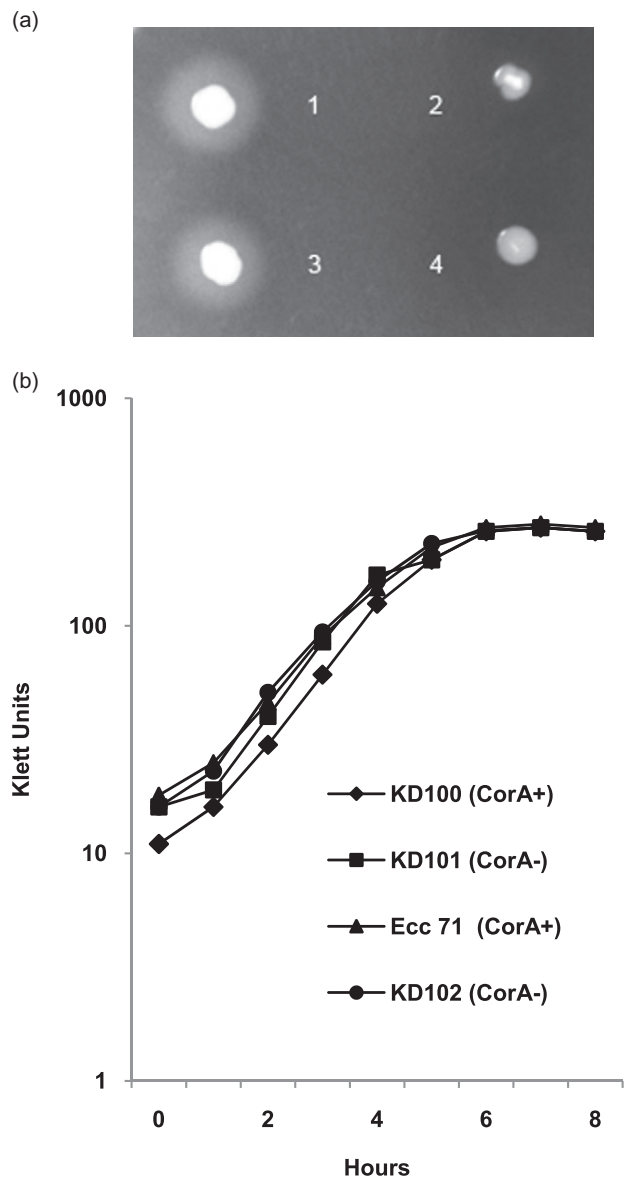 (a)
1 2
3 4
(b)
1000
100
10
1
Klett Units
KD100 (CorA+)
KD101 (CorA-)
Ecc 71 (CorA+)
KD102 (CorA-)
0 2 4 6 8
Hours